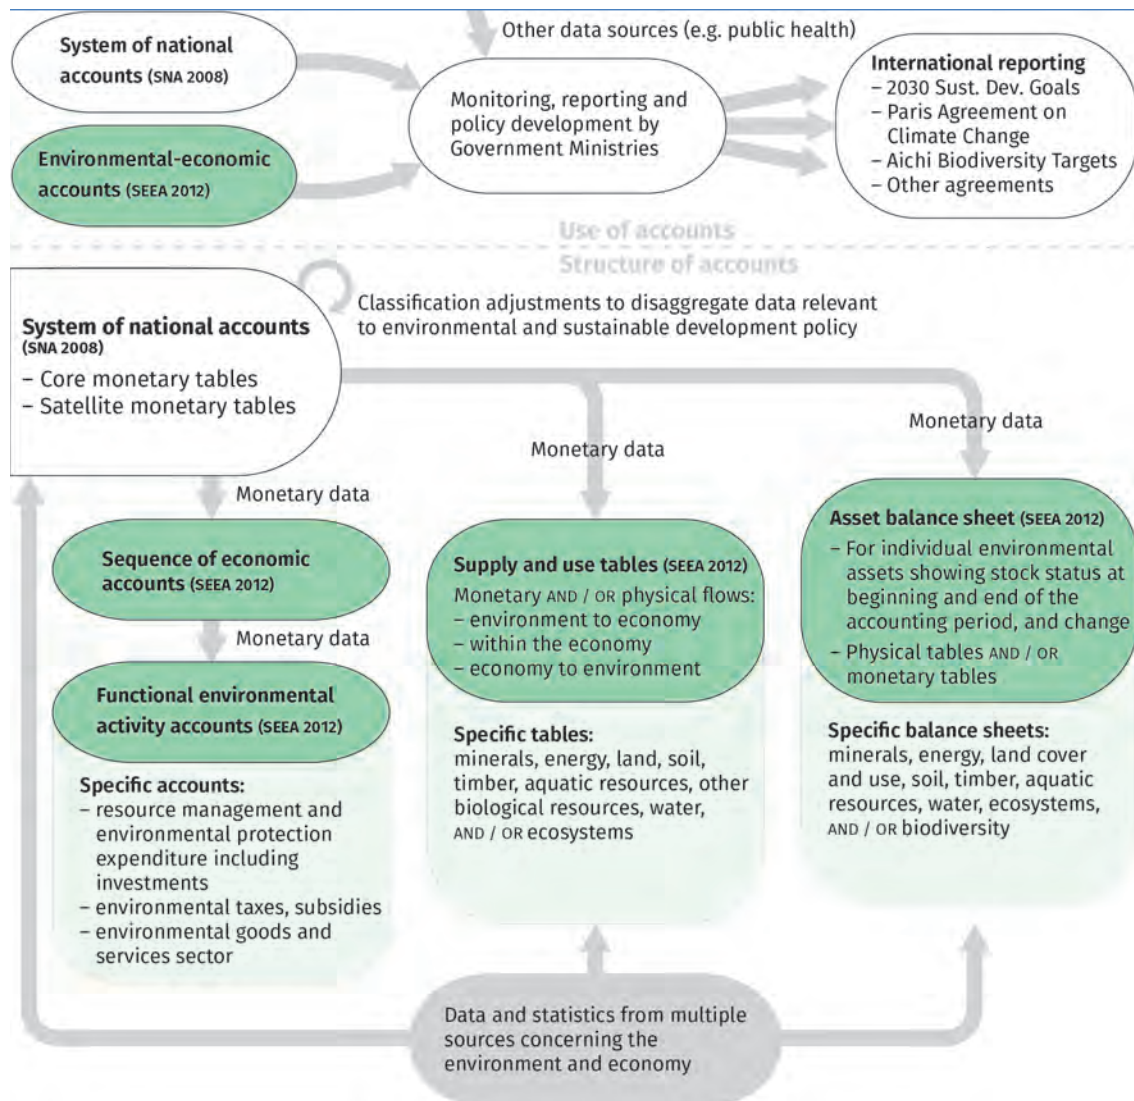 Other data sources (e.g. public health)
System of national
accounts (SNA 2008)
Environmental-economic
accounts (SEEA 2012)
Monitoring, reporting and
policy development by
Government Ministries
International reporting
– 2030 Sust. Dev. Goals
– Paris Agreement on
Climate Change
– Aichi Biodiversity Targets
– Other agreements
Use of accounts
Structure of accounts
Classification adjustments to disaggregate data relevant
to environmental and sustainable development policy
System of national accounts
(SNA 2008)
– Core monetary tables
– Satellite monetary tables
Monetary data
Sequence of economic
accounts (SEEA 2012)
Monetary data
Functional environmental
activity accounts (SEEA 2012)
Specific accounts:
– resource management and
environmental protection
expenditure including
investments
– environmental taxes, subsidies
– environmental goods and
services sector
Monetary data
Supply and use tables (SEEA 2012)
Monetary AND / OR physical flows:
– environment to economy
– within the economy
– economy to environment
Specific tables:
minerals, energy, land, soil,
timber, aquatic resources, other
biological resources, water,
AND / OR ecosystems
Monetary data
Asset balance sheet (SEEA 2012)
– For individual environmental
assets showing stock status at
beginning and end of the
accounting period, and change
– Physical tables AND / OR
monetary tables
Specific balance sheets:
minerals, energy, land cover
and use, soil, timber, aquatic
resources, water, ecosystems,
AND / OR biodiversity
Data and statistics from multiple
sources concerning the
environment and economy